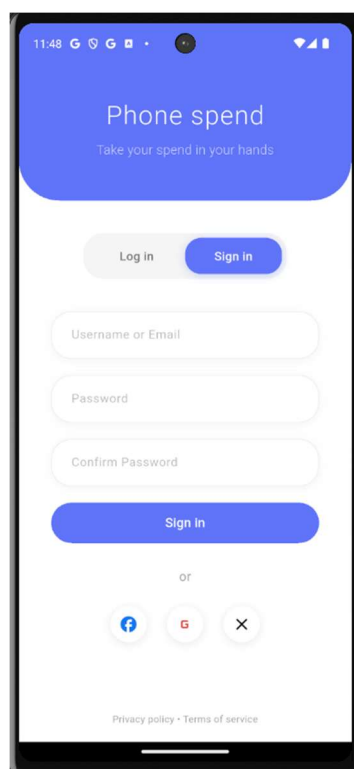 11:48 G G
Phone spend
Take your spend in your hands
Log in Sign in
Username or Email
Password
Confirm Password
Sign in
or
G
Privacy policy • Terms of service